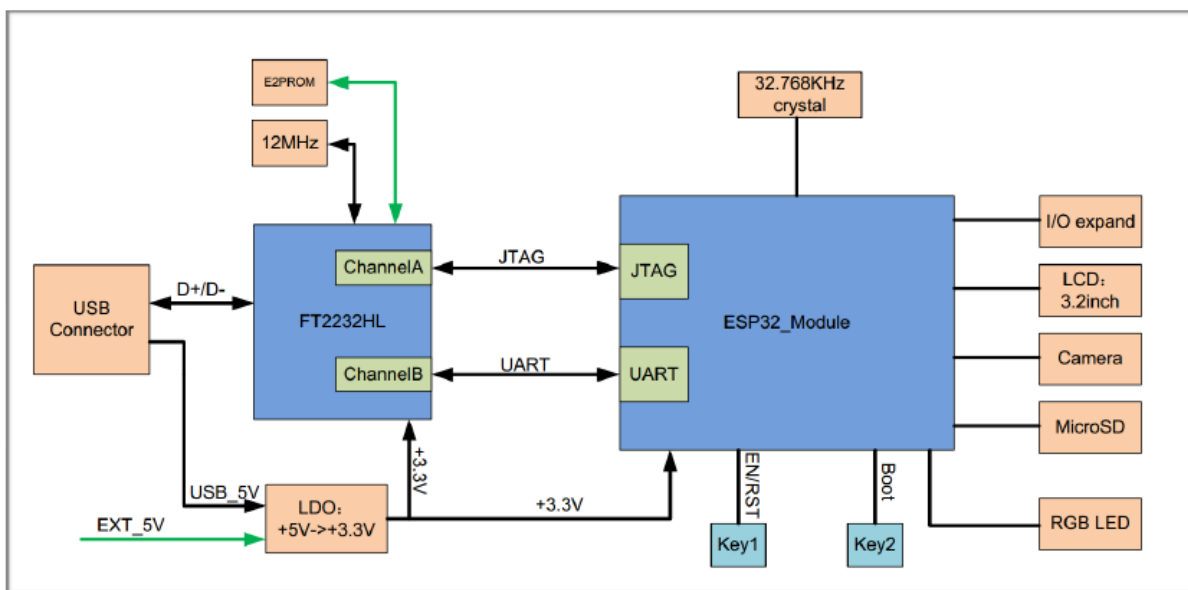 E2PROM
12MHz
32.768KHz
crystal
USB
Connector
D+/D-
FT2232HL
ChannelA
ChannelB
JTAG
UART
JTAG
UART
ESP32_Module
I/O expand
LCD：
3.2inch
Camera
MicroSD
RGB LED
USB_5V
EXT_5V
LDO：
+5V->+3.3V
+3.3V
+3.3V
EN/RST
Boot
Key1
Key2